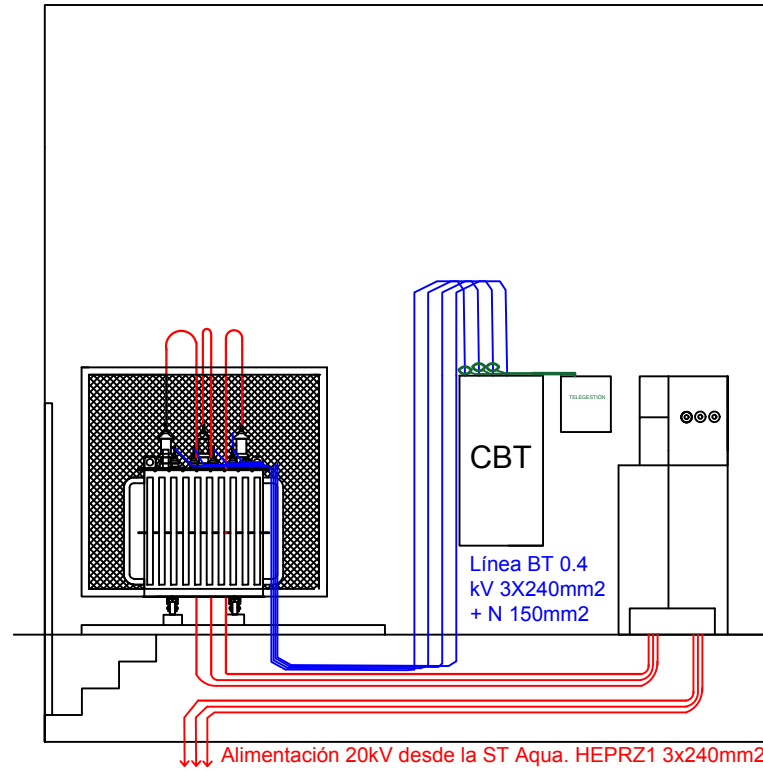 TELEGESTIÓN
CBT
Línea BT 0.4
kV 3X240mm2
+ N 150mm2
Alimentación 20kV desde la ST Aqua. HEPRZ1 3x240mm2